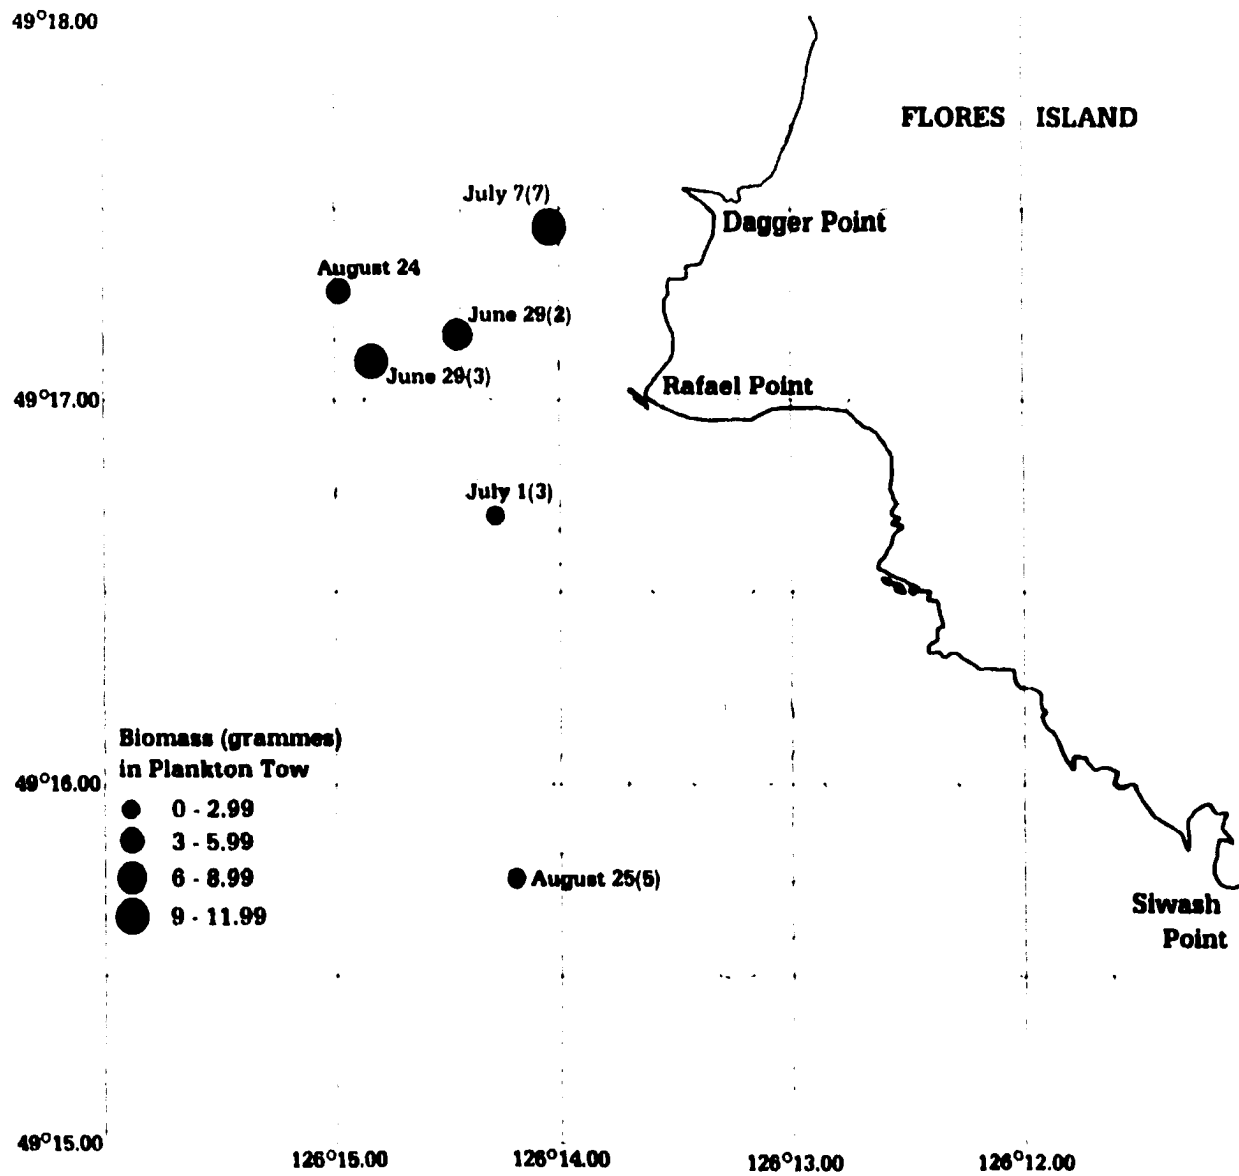 49°18.00
FLORES ISLAND
July 7(7)
Dagger Point
August 24
June 29(2)
June 29(3)
Rafael Point
49°17.00
July 1(3)
Biomass (grammes)
in Plankton Tow
49°16.00
0 - 2.99
3 - 5.99
6 - 8.99
9 - 11.99
August 25(5)
Siwash
Point
49°15.00
126°15.00
126°14.00
126°13.00
126°12.00